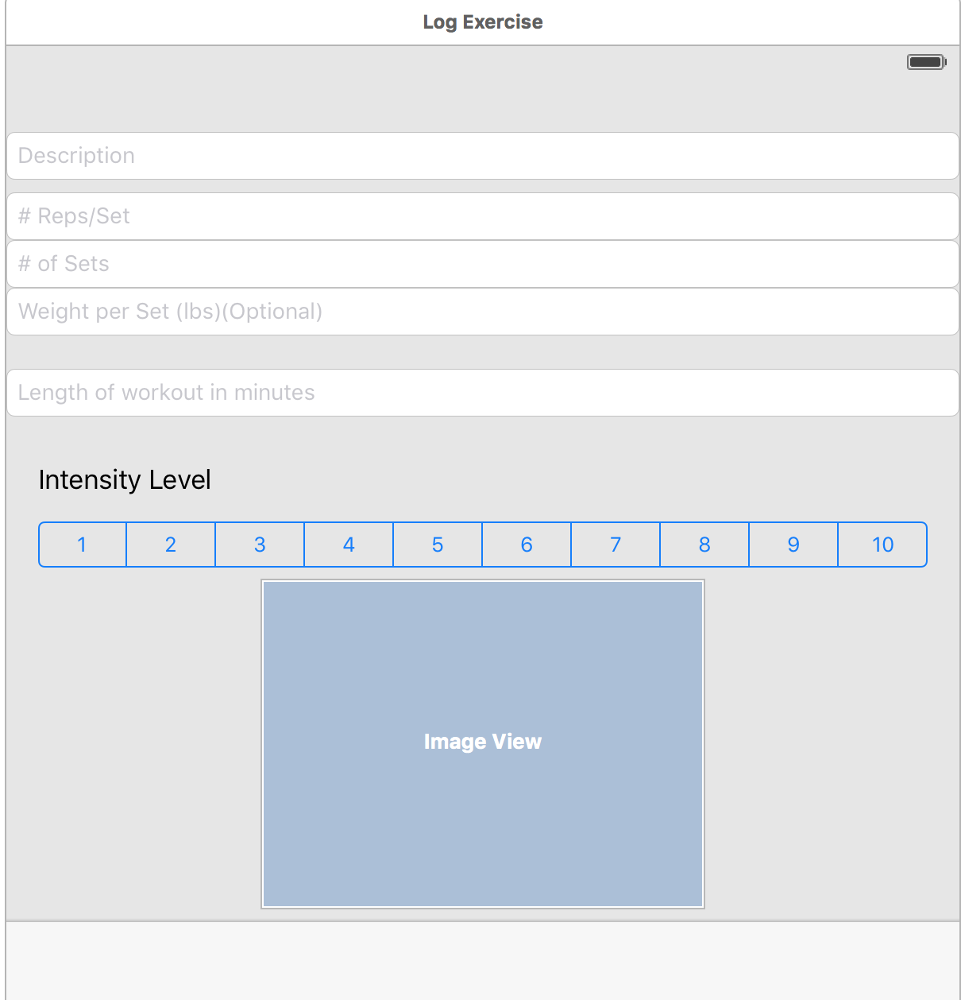 Log Exercise
Description
# Reps/Set
# of Sets
Weight per Set (lbs)(Optional)
Length of workout in minutes
Intensity Level
1 2 3 4 5 6 7 8 9 10
Image View